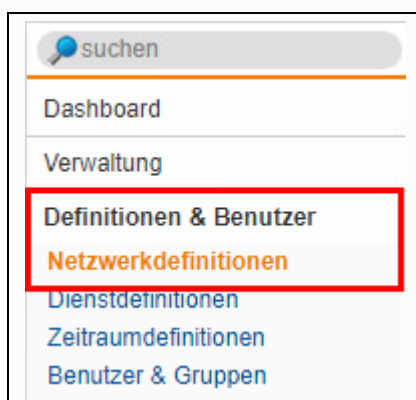 suchen
Dashboard
Verwaltung
Definitionen & Benutzer
Netzwerkdefinitionen
Dienstdefinitionen
Zeitraumdefinitionen
Benutzer & Gruppen